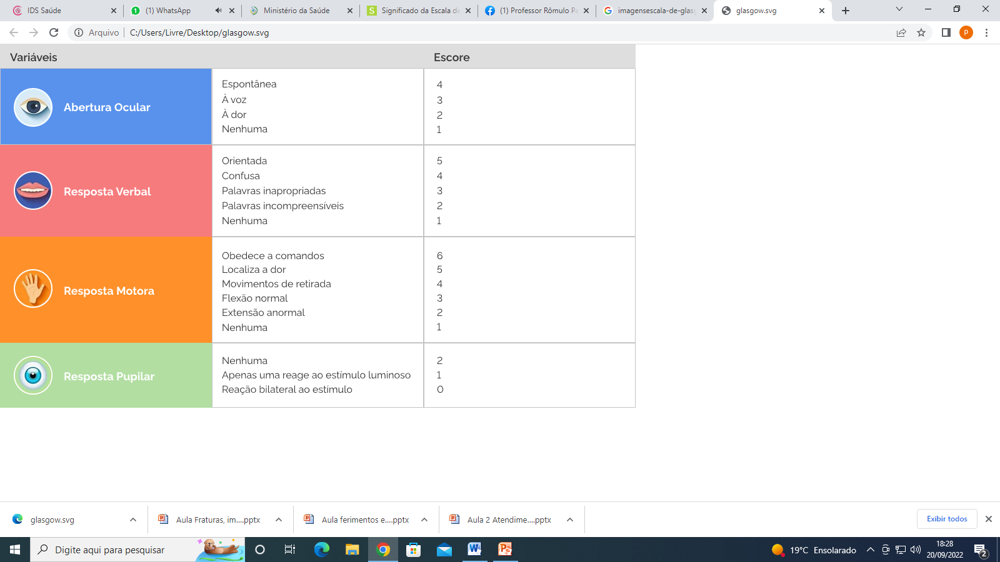 IDS Saúde
(1) WhatsApp
Ministério da Saúde
Significado da Escala de
(1) Professor Rômulo Pa
imagensescala-de-glasg
glasgow.svg
Arquivo
C:/Users/Livre/Desktop/glasgow.svg
P
Variáveis
Escore
Abertura Ocular
Espontânea 4
À voz 3
À dor 2
Nenhuma 1
Resposta Verbal
Orientada 5
Confusa 4
Palavras inapropriadas 3
Palavras incompreensíveis 2
Nenhuma 1
Resposta Motora
Obedece a comandos 6
Localiza a dor 5
Movimentos de retirada 4
Flexão normal 3
Extensão anormal 2
Nenhuma 1
Resposta Pupilar
Nenhuma 2
Apenas uma reage ao estímulo luminoso 1
Reação bilateral ao estímulo 0
glasgow.svg
Aula Fraturas, im....pptx
Aula ferimentos e....pptx
Aula 2 Atendime....pptx
Exibir todos
Digite aqui para pesquisar
19°C Ensolarado
18:28
20/09/2022
2